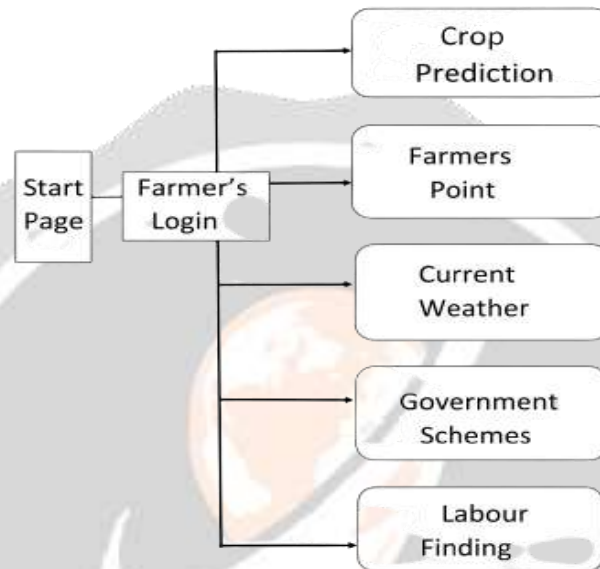 Start
Page
Farmer’s
Login
Crop
Prediction
Farmers
Point
Current
Weather
Government
Schemes
Labour
Finding